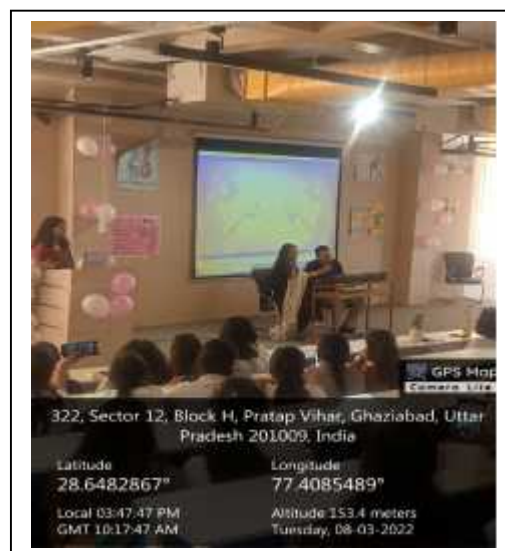 GPS Map
Camera Lite
322, Sector 12, Block H, Pratap Vihar, Ghaziabad, Uttar
Pradesh 201009, India
Latitude
28.6482867°
Longitude
77.4085489°
Local 03:47:47 PM
GMT 10:17:47 AM
Altitude 153.4 meters
Tuesday, 08-03-2022